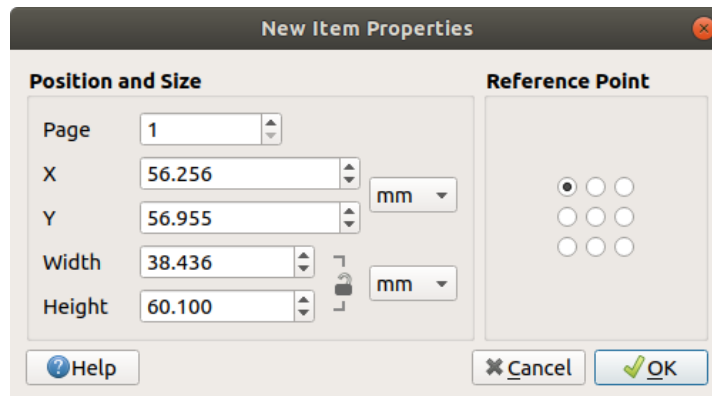 New Item Properties
Position and Size
Reference Point
Page 1
X 56.256
mm
Y 56.955
Width 38.436
mm
Height 60.100
Help
Cancel
OK